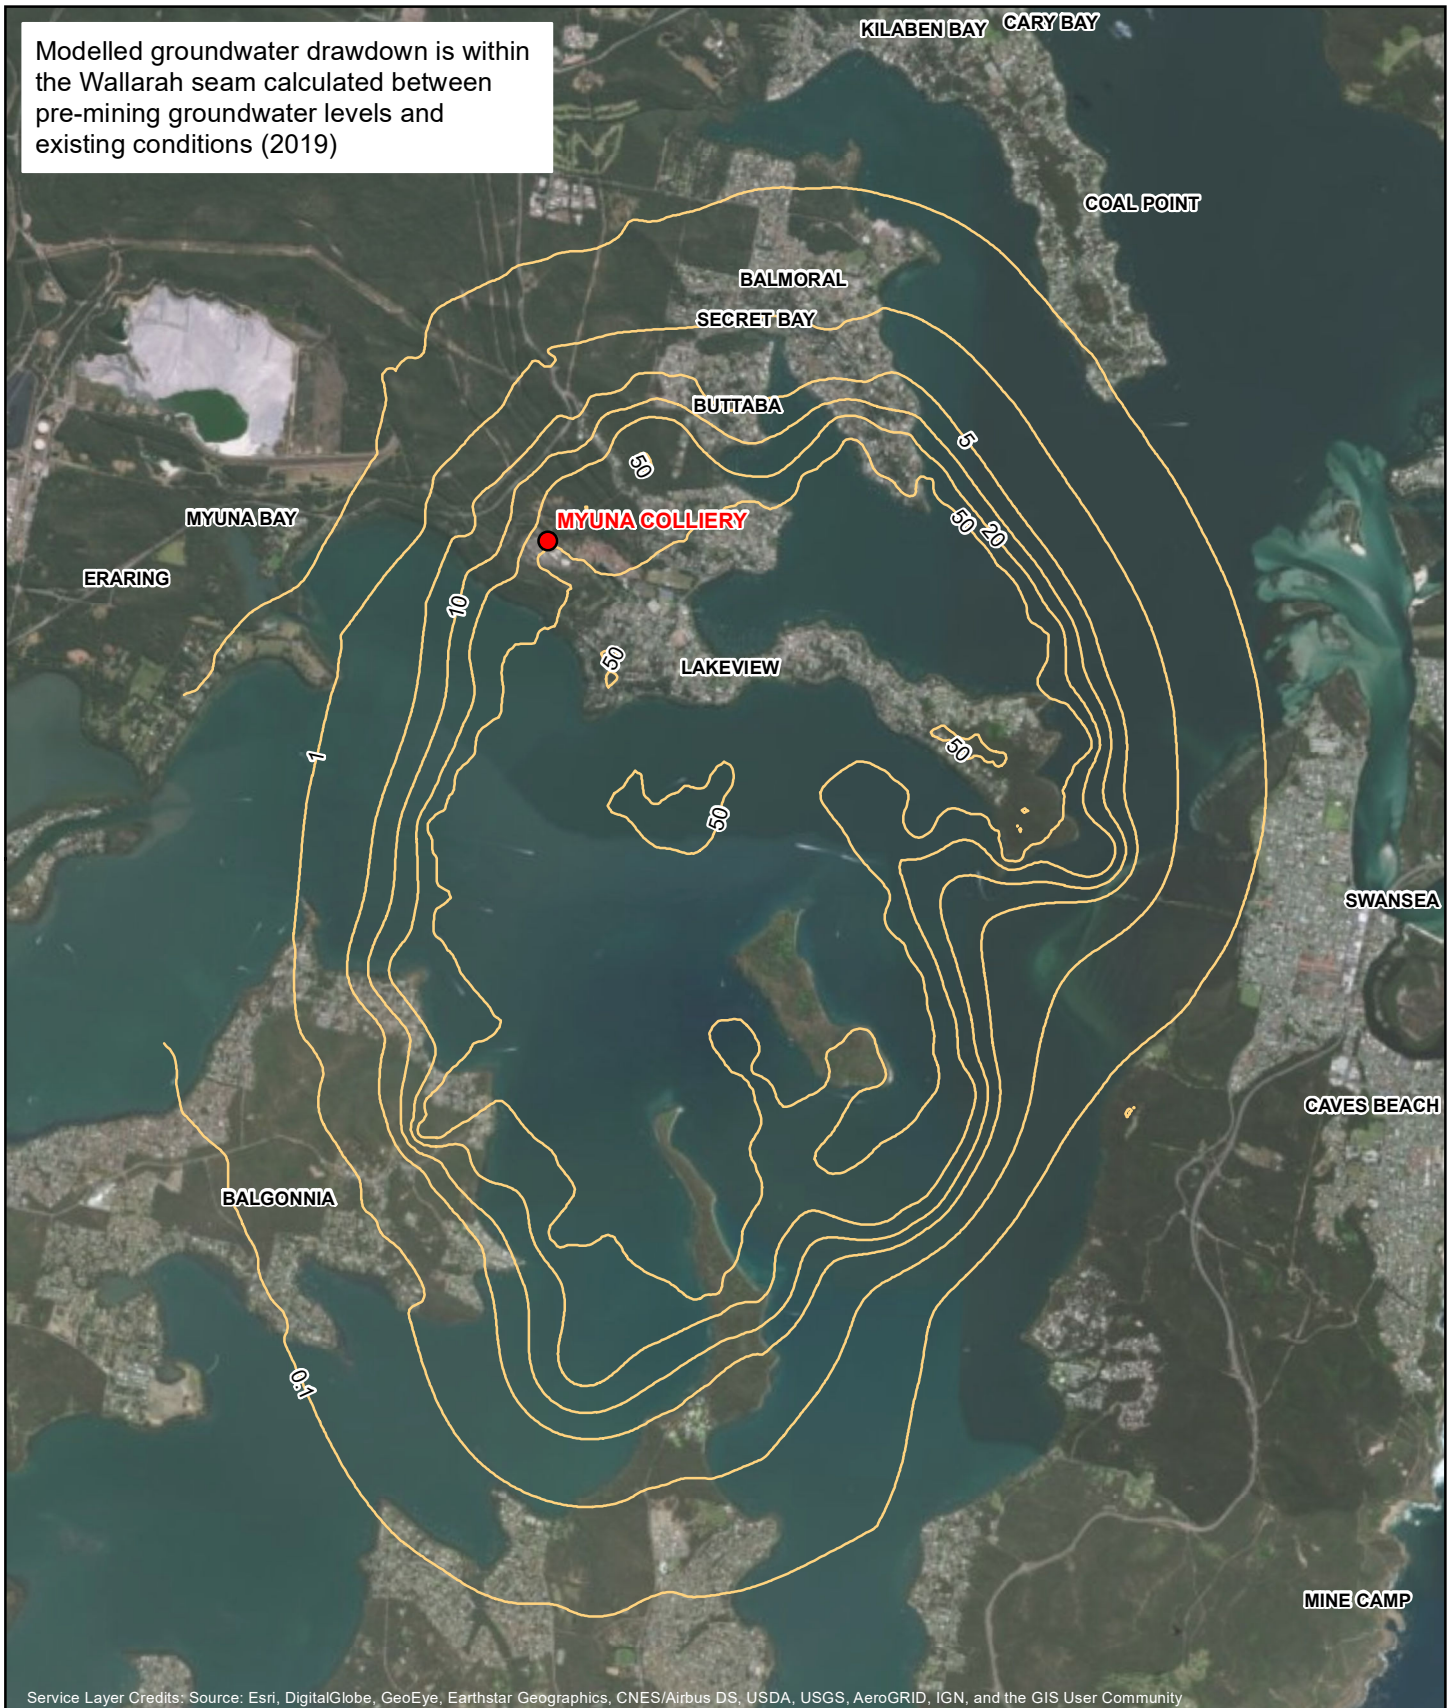 Modelled groundwater drawdown is within
the Wallarah seam calculated between
pre-mining groundwater levels and
existing conditions (2019)
KILABEN BAY
CARY BAY
COAL POINT
BALMORAL
SECRET BAY
BUTTABA
5
50
MYUNA BAY
MYUNA COLLIERY
50
20
ERARING
10
50
LAKEVIEW
1
50
50
SWANSEA
CAVES BEACH
BALGONNIA
0.1
MINE CAMP
Service Layer Credits: Source: Esri, DigitalGlobe, GeoEye, Earthstar Geographics, CNES/Airbus DS, USDA, USGS, AeroGRID, IGN, and the GIS User Community